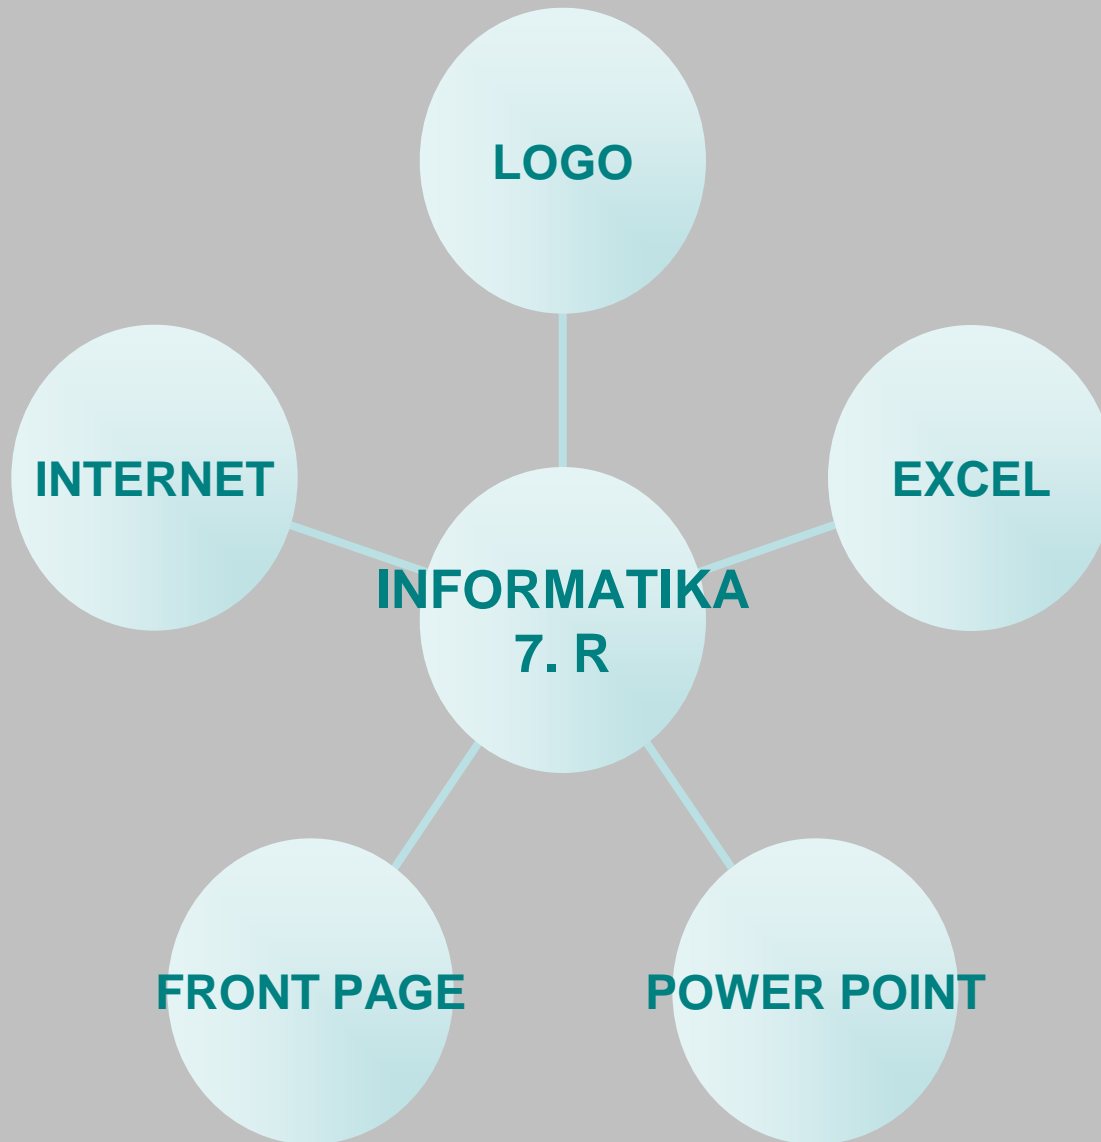 LOGO
INTERNET
EXCEL
INFORMATIKA
7. R
FRONT PAGE
POWER POINT